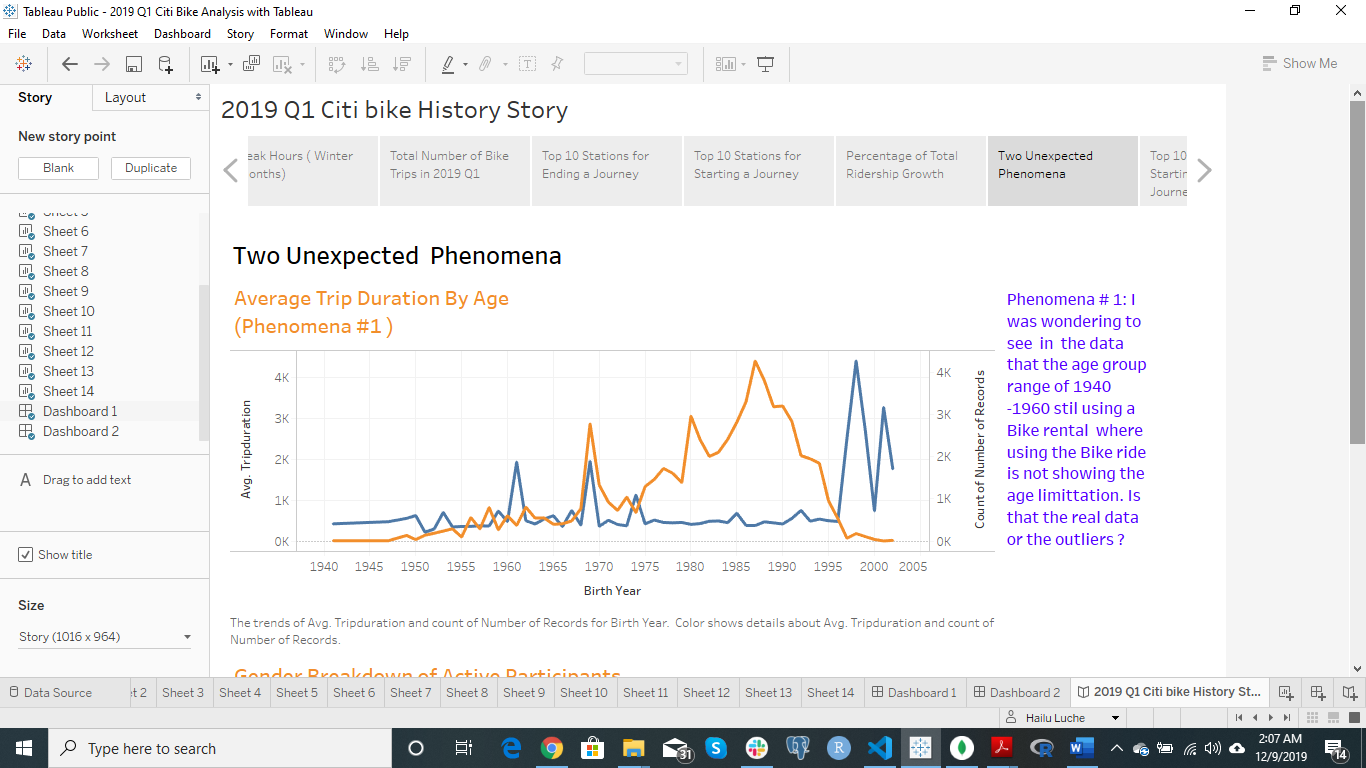 Tableau Public - 2019 Q1 Citi Bike Analysis with Tableau
File Data Worksheet Dashboard Story Format Window Help
Show Me
Story Layout
New story point
Blank Duplicate
Sheet 6
Sheet 7
Sheet 8
Sheet 9
Sheet 10
Sheet 11
Sheet 12
Sheet 13
Sheet 14
Dashboard 1
Dashboard 2
A Drag to add text
Show title
Size
Story (1016 x 964)
2019 Q1 Citi bike History Story
eak Hours ( Winter
onths)
Total Number of Bike
Trips in 2019 Q1
Top 10 Stations for
Ending a Journey
Top 10 Stations for
Starting a Journey
Percentage of Total
Ridership Growth
Two Unexpected
Phenomena
Top 10
Startin
Journe
Two Unexpected Phenomena
Average Trip Duration By Age
(Phenomena #1 )
Avg. Tripduration
4K
3K
2K
1K
0K
4K
3K
2K
1K
0K
Count of Number of Records
1940 1945 1950 1955 1960 1965 1970 1975 1980 1985 1990 1995 2000 2005
Birth Year
The trends of Avg. Tripduration and count of Number of Records for Birth Year. Color shows details about Avg. Tripduration and count of
Number of Records.
Gender Breakdown of Active Participants
Phenomena # 1: I
was wondering to
see in the data
that the age group
range of 1940
-1960 stil using a
Bike rental where
using the Bike ride
is not showing the
age limittation. Is
that the real data
or the outliers ?
Data Source et 2 Sheet 3 Sheet 4 Sheet 5 Sheet 6 Sheet 7 Sheet 8 Sheet 9 Sheet 10 Sheet 11 Sheet 12 Sheet 13 Sheet 14 Dashboard 1 Dashboard 2 2019 Q1 Citi bike History St...
Hailu Luche
Type here to search
31
2:07 AM
12/9/2019
14